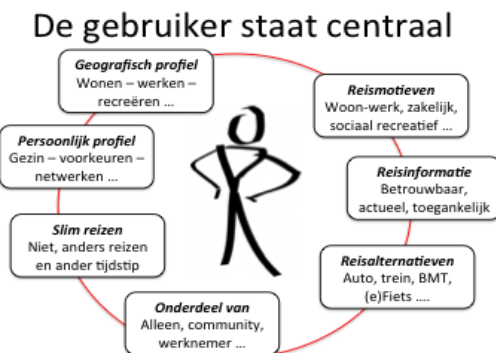 De gebruiker staat centraal
Geografisch profiel
Wonen – werken –
recreëren ...
Reismotieven
Woon-werk, zakelijk,
sociaal recreatief ...
Persoonlijk profiel
Gezin – voorkeuren –
netwerken ...
Reisinformatie
Betrouwbaar,
actueel, toegankelijk
Slim reizen
Niet, anders reizen
en ander tijdstip
Reisalternatieven
Auto, trein, BMT,
(e)Fiets ....
Onderdeel van
Alleen, community,
werknemer ...